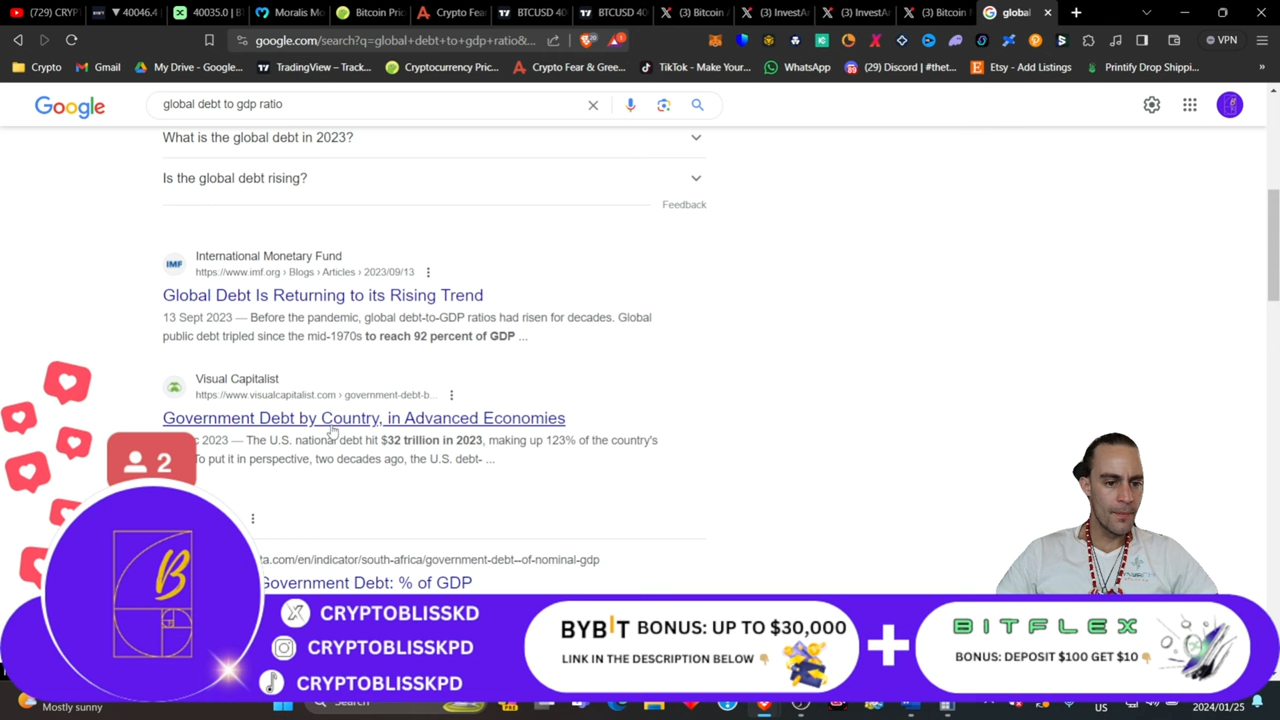 (729) CRYPT
40046.4
40035.0 | B
Moralis Mo
Bitcoin Pric
Crypto Fear
BTCUSD 40
BTCUSD 40
(3) Bitcoin
(3) InvestAn
(3) InvestAn
(3) Bitcoin
global
google.com/search?q=global+debt+to+gdp+ratio&...
VPN
Crypto
Gmail
My Drive - Google...
TradingView – Track...
Cryptocurrency Pric...
Crypto Fear & Gree...
TikTok - Make Your...
WhatsApp
(29) Discord | #thet...
Etsy - Add Listings
Printify Drop Shippi...
Google
global debt to gdp ratio
What is the global debt in 2023?
Is the global debt rising?
Feedback
IMF
International Monetary Fund
https://www.imf.org › Blogs › Articles › 2023/09/13
Global Debt Is Returning to its Rising Trend
13 Sept 2023 — Before the pandemic, global debt-to-GDP ratios had risen for decades. Global
public debt tripled since the mid-1970s to reach 92 percent of GDP ...
Visual Capitalist
https://www.visualcapitalist.com › government-debt-b...
Government Debt by Country, in Advanced Economies
2023 — The U.S. national debt hit $32 trillion in 2023, making up 123% of the country's
To put it in perspective, two decades ago, the U.S. debt- ...
2
ta.com/en/indicator/south-africa/government-debt--of-nominal-gdp
Government Debt: % of GDP
B
CRYPTOBLISSKD
CRYPTOBLISSKPD
CRYPTOBLISSKPD
BYBIT BONUS: UP TO $30,000
LINK IN THE DESCRIPTION BELOW
BITFLEX
BONUS: DEPOSIT $100 GET $10
Mostly sunny
Search
US
2024/01/25